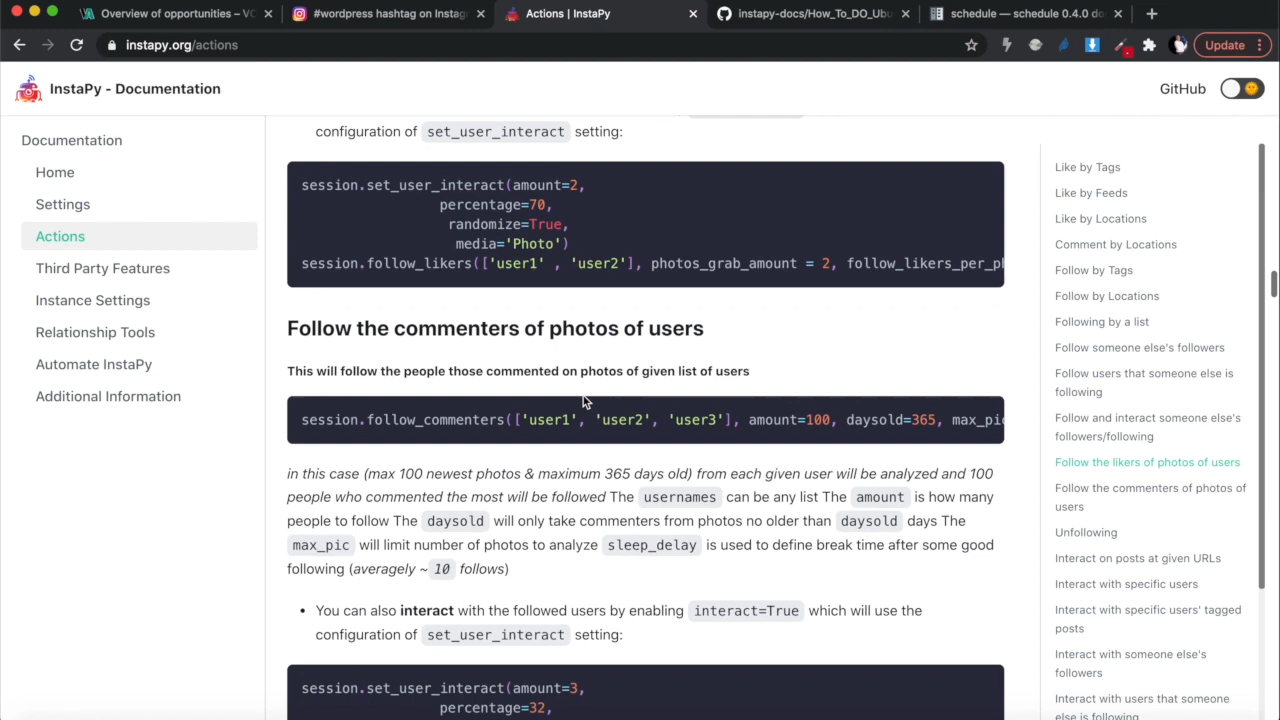 Overview of opportunities – VC
#wordpress hashtag on Instag
Actions | InstaPy
instapy-docs/How_To_DO_Ubu
schedule — schedule 0.4.0 do
instapy.org/actions
Update
InstaPy - Documentation
GitHub
Documentation
Home
Settings
Actions
Third Party Features
Instance Settings
Relationship Tools
Automate InstaPy
Additional Information
configuration of set_user_interact setting:
session.set_user_interact(amount=2,
percentage=70,
randomize=True,
media='Photo')
session.follow_likers(['user1' , 'user2'], photos_grab_amount = 2, follow_likers_per_ph
Follow the commenters of photos of users
This will follow the people those commented on photos of given list of users
session.follow_commenters(['user1', 'user2', 'user3'], amount=100, daysold=365, max_pic
in this case (max 100 newest photos & maximum 365 days old) from each given user will be analyzed and 100
people who commented the most will be followed The usernames can be any list The amount is how many
people to follow The daysold will only take commenters from photos no older than daysold days The
max_pic will limit number of photos to analyze sleep_delay is used to define break time after some good
following (averagely ~ 10 follows)
• You can also interact with the followed users by enabling interact=True which will use the
configuration of set_user_interact setting:
session.set_user_interact(amount=3,
percentage=32,
Like by Tags
Like by Feeds
Like by Locations
Comment by Locations
Follow by Tags
Follow by Locations
Following by a list
Follow someone else's followers
Follow users that someone else is
following
Follow and interact someone else's
followers/following
Follow the likers of photos of users
Follow the commenters of photos of
users
Unfollowing
Interact on posts at given URLs
Interact with specific users
Interact with specific users' tagged
posts
Interact with someone else's
followers
Interact with users that someone
else is following